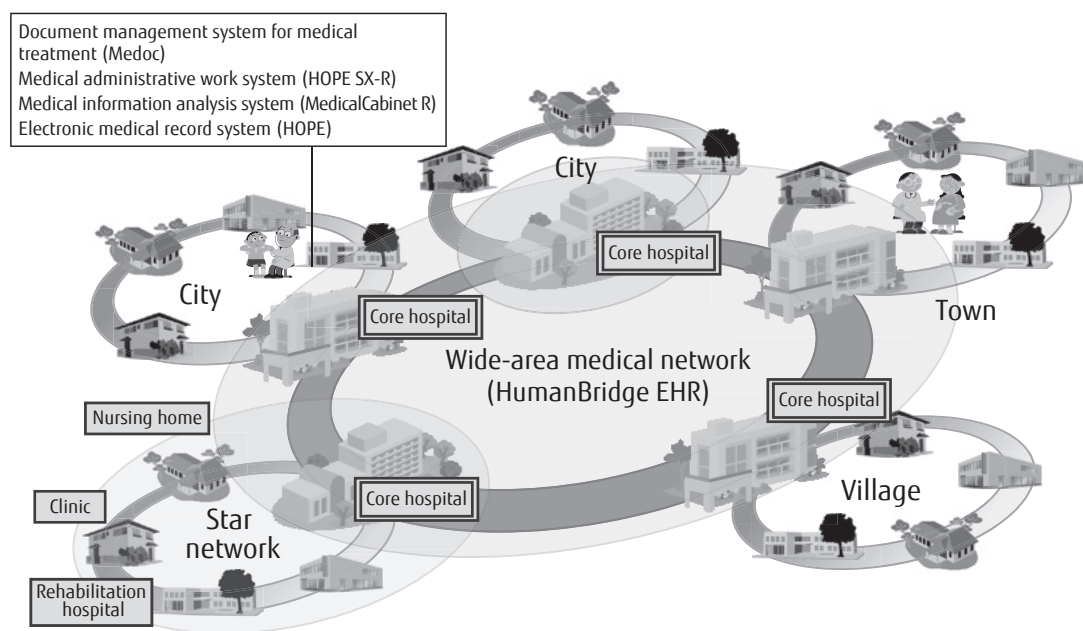 Document management system for medical
treatment (Medoc)
Medical administrative work system (HOPE SX-R)
Medical information analysis system (MedicalCabinet R)
Electronic medical record system (HOPE)
City
Core hospital
City
Core hospital
Town
Wide-area medical network
(HumanBridge EHR)
Core hospital
Nursing home
Core hospital
Village
Clinic
Star
network
Rehabilitation
hospital